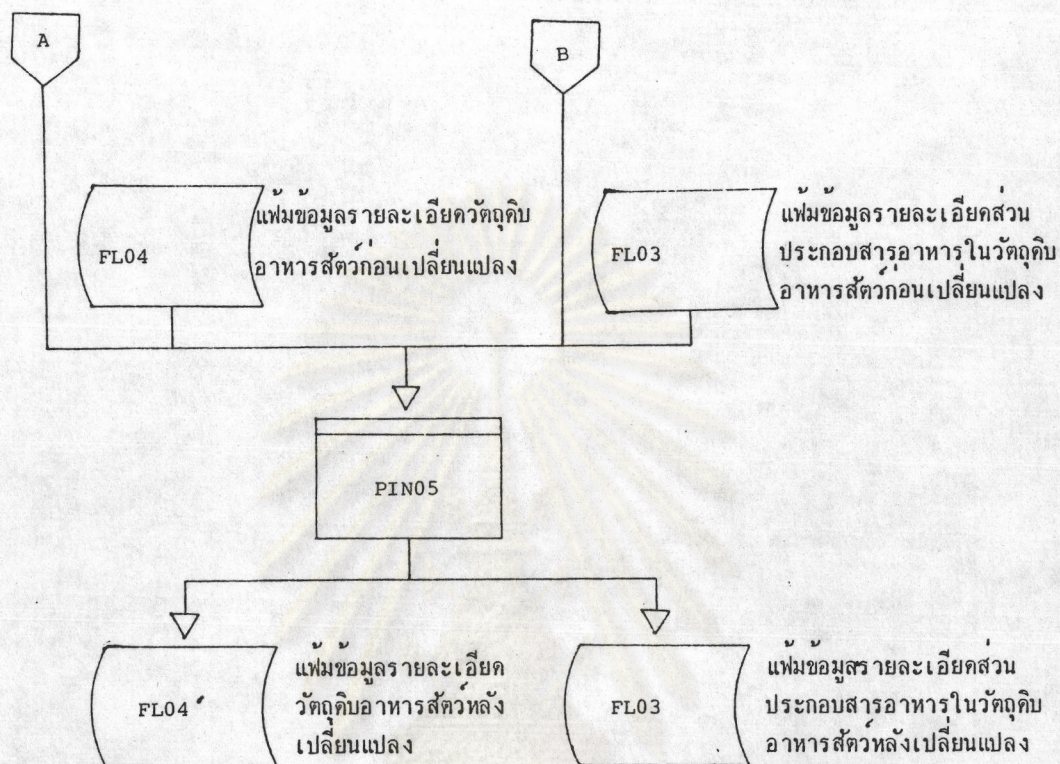 A
B
FL04
แฟ้มข้อมูลรายละเอียดวัตถุดิบ
อาหารสัตว์ก่อนเปลี่ยนแปลง
FL03
แฟ้มข้อมูลรายละเอียดส่วน
ประกอบสารอาหารในวัตถุดิบ
อาหารสัตว์ก่อนเปลี่ยนแปลง
PIN05
FL04
แฟ้มข้อมูลรายละเอียด
วัตถุดิบอาหารสัตว์หลัง
เปลี่ยนแปลง
FL03
แฟ้มข้อมูลรายละเอียดส่วน
ประกอบสารอาหารในวัตถุดิบ
อาหารสัตว์หลังเปลี่ยนแปลง